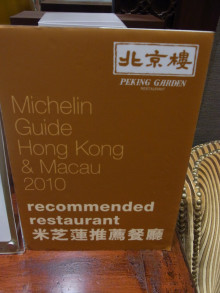 北京樓
PEKING GARDEN
RESTAURANT
Michelin
Guide
Hong Kong
& Macau
2010
recommended
restaurant
米芝蓮推薦餐廳